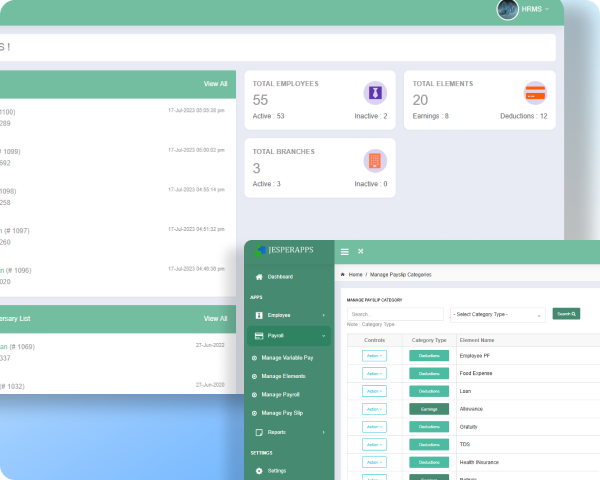 HRMS
S !
View All
TOTAL EMPLOYEES
55
Active : 53
Inactive : 2
TOTAL ELEMENTS
20
Earnings : 8
Deductions : 12
TOTAL BRANCHES
3
Active : 3
Inactive : 0
1100)
17-Jul-2023 05:05:38 pm
289
# 1099)
17-Jul-2023 05:00:02 pm
592
1098)
17-Jul-2023 04:55:14 pm
258
n (# 1097)
17-Jul-2023 04:51:32 pm
260
an (# 1096)
17-Jul-2023 04:46:38 pm
020
ersary List
View All
an (# 1069)
27-Jun-2022
337
(# 1032)
27-Jun-2020
JESPERAPPS
Dashboard
APPS
Employee
Payroll
Manage Variable Pay
Manage Elements
Manage Payroll
Manage Pay Slip
Reports
SETTINGS
Settings
Home / Manage Payslip Categories
MANAGE PAYSLIP CATEGORY
Search...
- Select Category Type -
Search
Note : Category Type.
Controls Category Type Element Name
Action Deductions Employee PF
Action Deductions Food Expense
Action Deductions Loan
Action Earnings Allowance
Action Deductions Gratuity
Action Deductions TDS
Action Deductions Health INsurance
Action Earnings